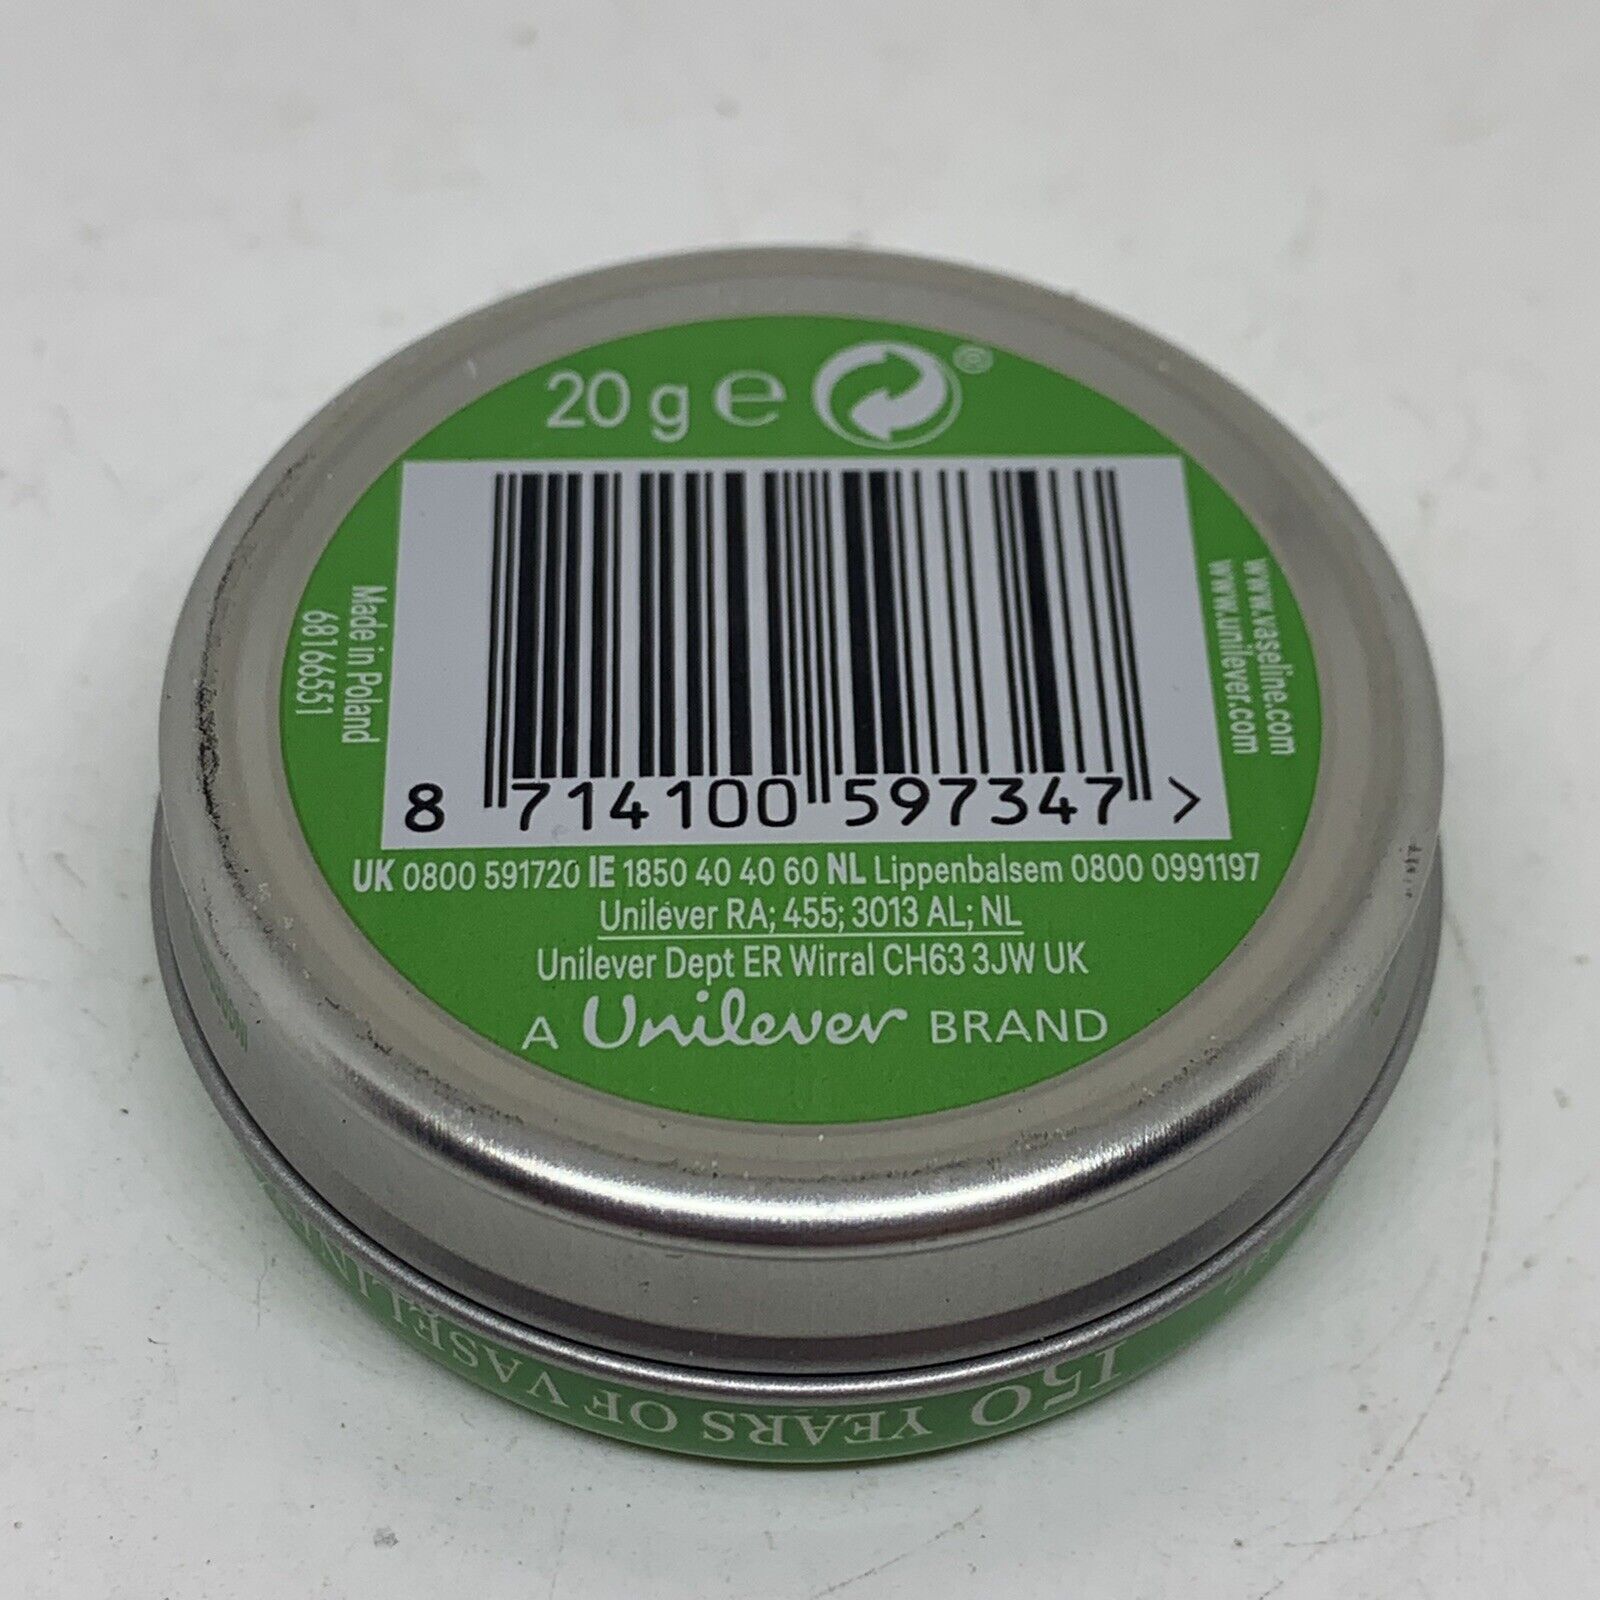 20 g ℮ ®
8 714100 597347 >
Made in Poland
68166551
www.vaseline.com
www.unilever.com
UK 0800 591720 IE 1850 40 40 60 NL Lippenbalsem 0800 0991197
Unilever RA; 455; 3013 AL; NL
Unilever Dept ER Wirral CH63 3JW UK
A Unilever BRAND
150 YEARS OF VASELINE